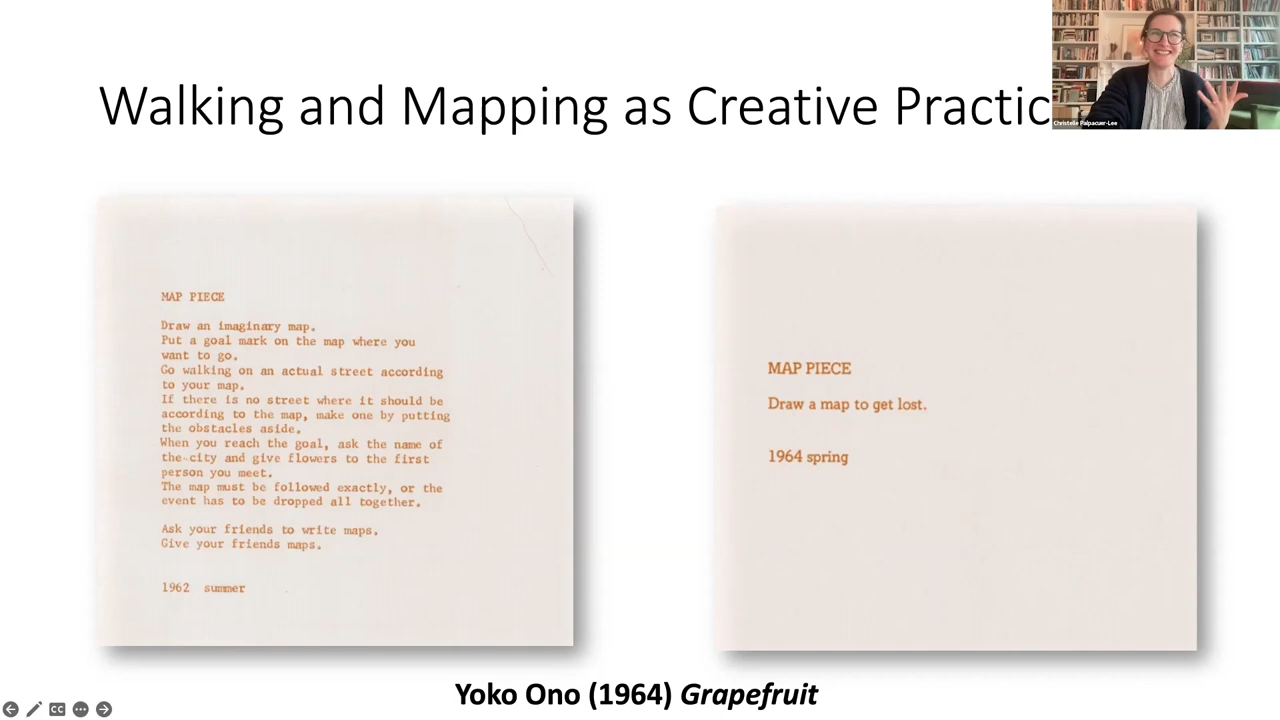 Walking and Mapping as Creative Practic
Christelle Palpacuer-Lee
MAP PIECE
Draw an imaginary map.
Put a goal mark on the map where you
want to go.
Go walking on an actual street according
to your map.
If there is no street where it should be
according to the map, make one by putting
the obstacles aside.
When you reach the goal, ask the name of
the city and give flowers to the first
person you meet.
The map must be followed exactly, or the
event has to be dropped all together.
Ask your friends to write maps.
Give your friends maps.
1962 summer
MAP PIECE
Draw a map to get lost.
1964 spring
Yoko Ono (1964) Grapefruit
CC